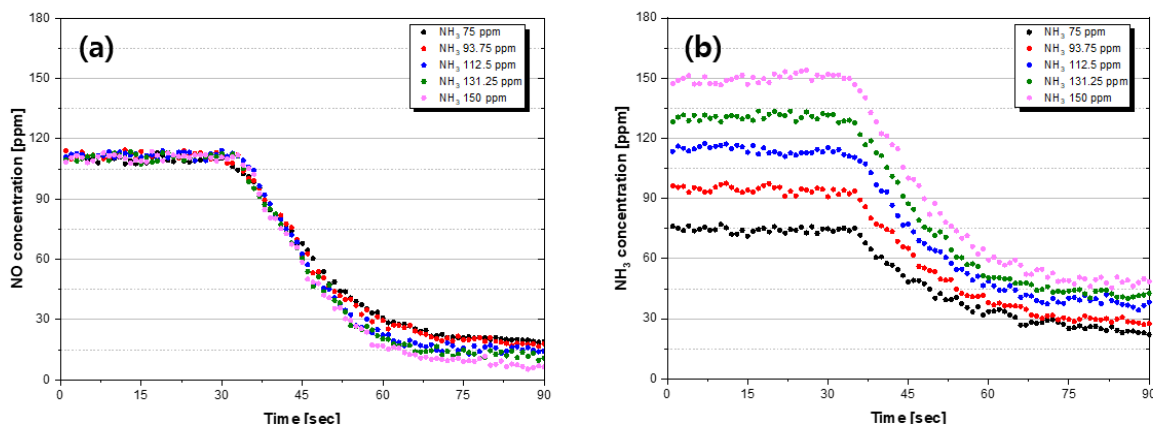 (a)
NH₃ 75 ppm
NH₃ 93.75 ppm
NH₃ 112.5 ppm
NH₃ 131.25 ppm
NH₃ 150 ppm
NO concentration [ppm]
180
150
120
90
60
30
0
0 15 30 45 60 75 90
Time [sec]
(b)
NH₃ 75 ppm
NH₃ 93.75 ppm
NH₃ 112.5 ppm
NH₃ 131.25 ppm
NH₃ 150 ppm
NH₃ concentration [ppm]
180
150
120
90
60
30
0
0 15 30 45 60 75 90
Time [sec]